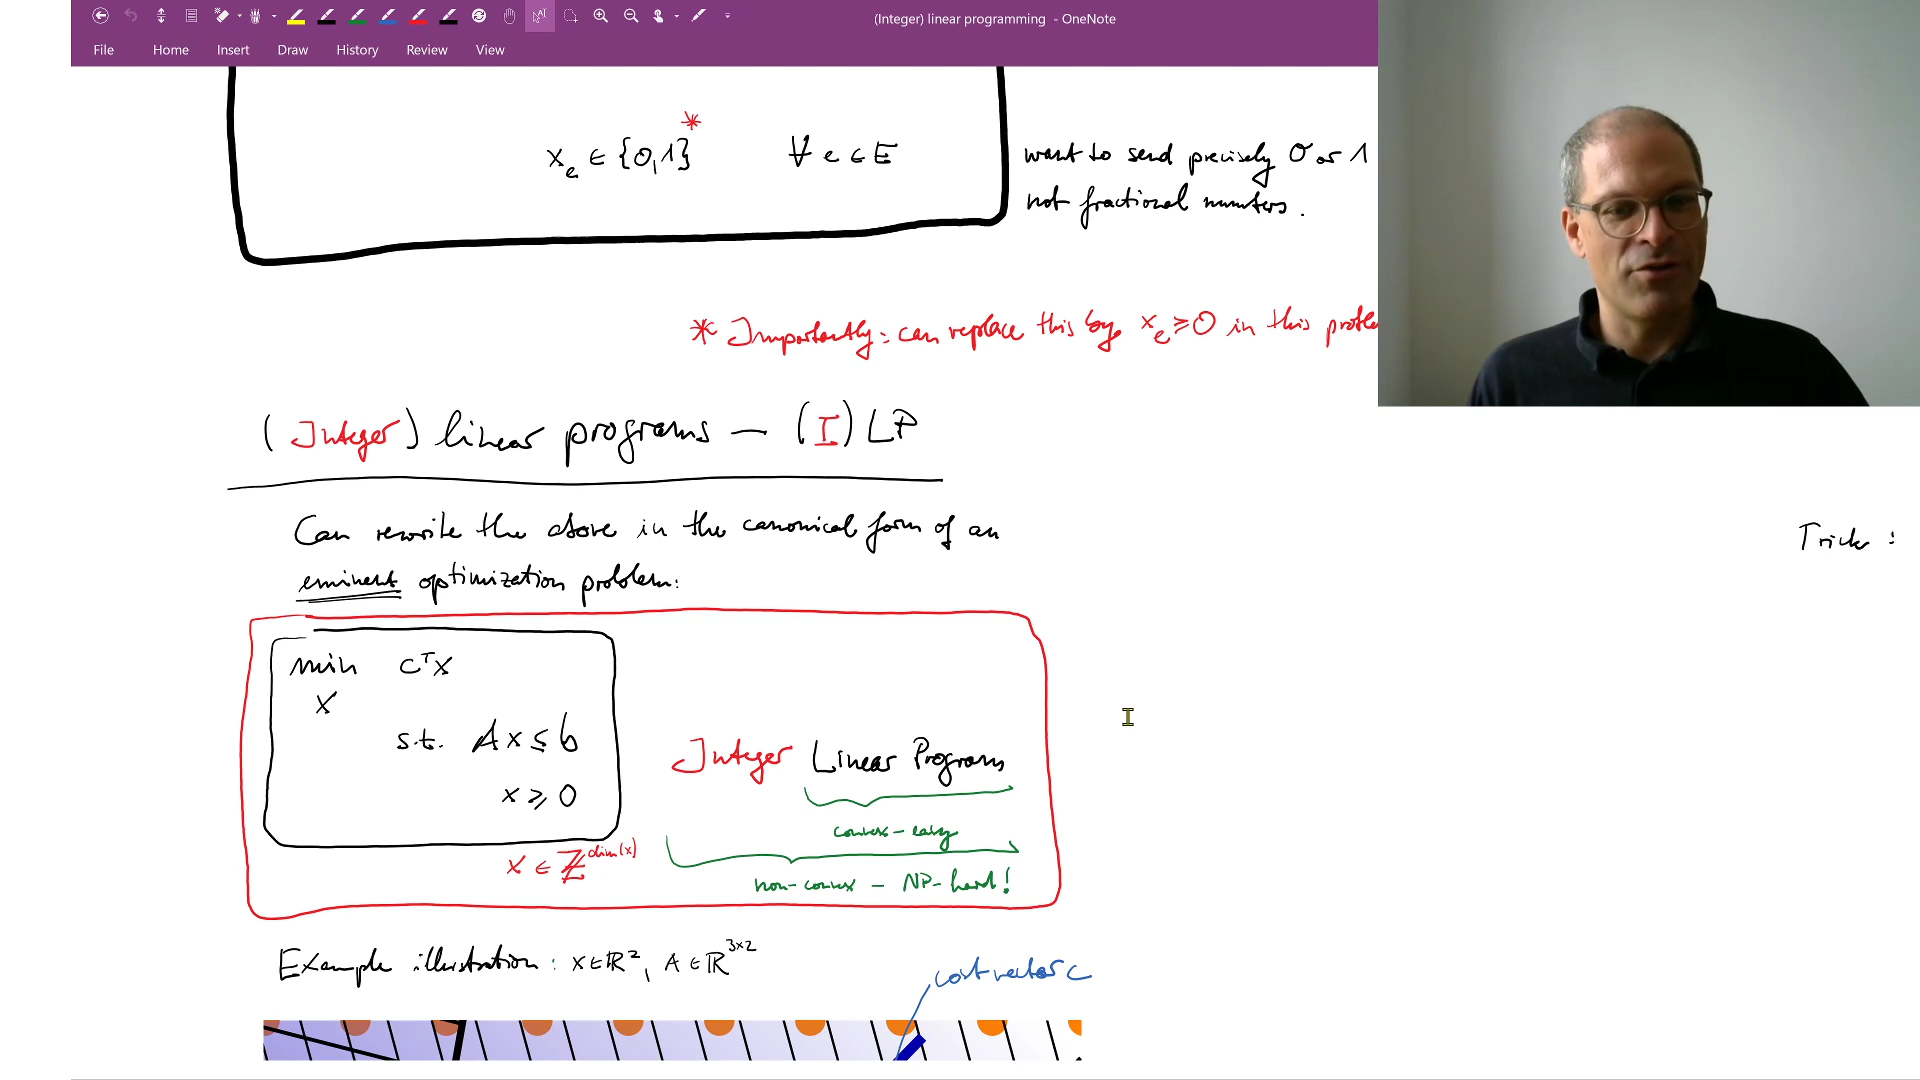 (Integer) linear programming - OneNote
File Home Insert Draw History Review View
x_e ∈ {0,1}* ∀ e ∈ E
want to send precisely 0 or 1
not fractional numbers.
* Importantly: can replace this by x_e ≥ 0 in this proble
(Integer) linear programs — (I) LP
Can rewrite the above in the canonical form of an
Trick :
eminent optimization problem:
min c^T x
x
s.t. Ax ≤ b
Integer Linear Program
x ≥ 0
convex - easy
x ∈ ℤ^dim(x)
non-convex - NP-hard!
Example illustration : x ∈ ℝ^2, A ∈ ℝ^3x2
cost vector c